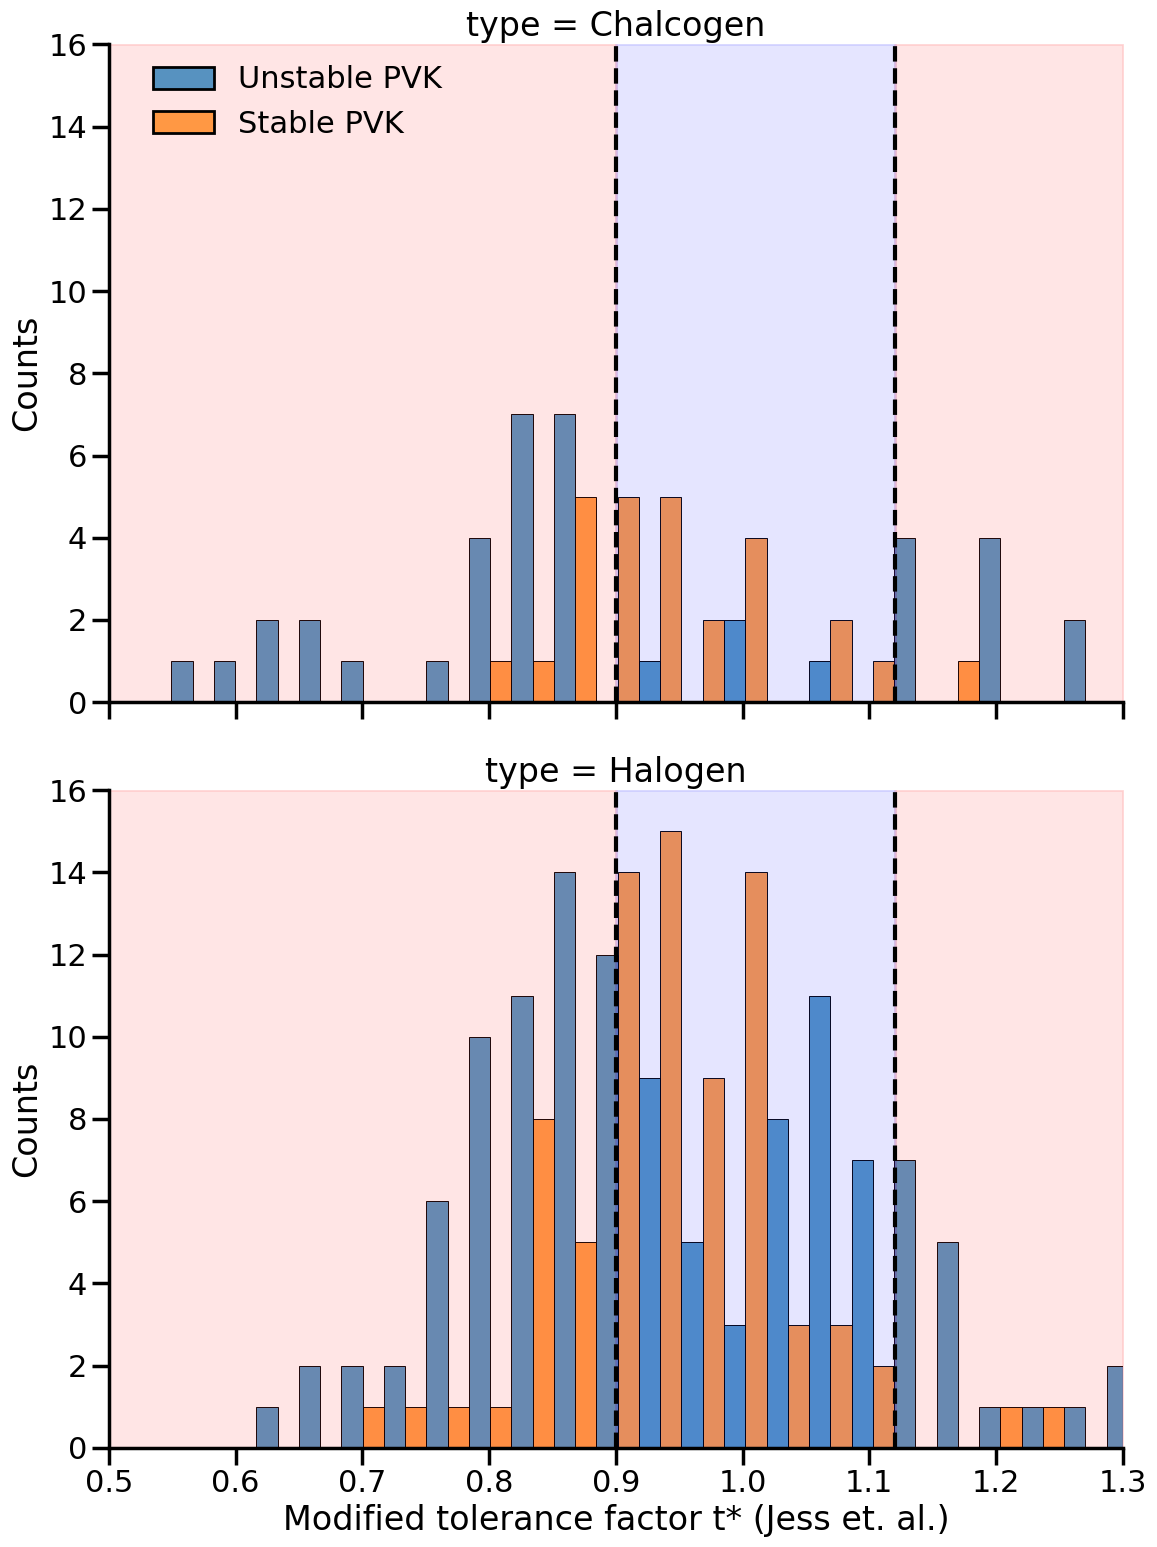 type = Chalcogen
16
14
12
10
8
6
4
2
0
Counts
Unstable PVK
Stable PVK
type = Halogen
16
14
12
10
8
6
4
2
0
Counts
0.5 0.6 0.7 0.8 0.9 1.0 1.1 1.2 1.3
Modified tolerance factor t* (Jess et. al.)